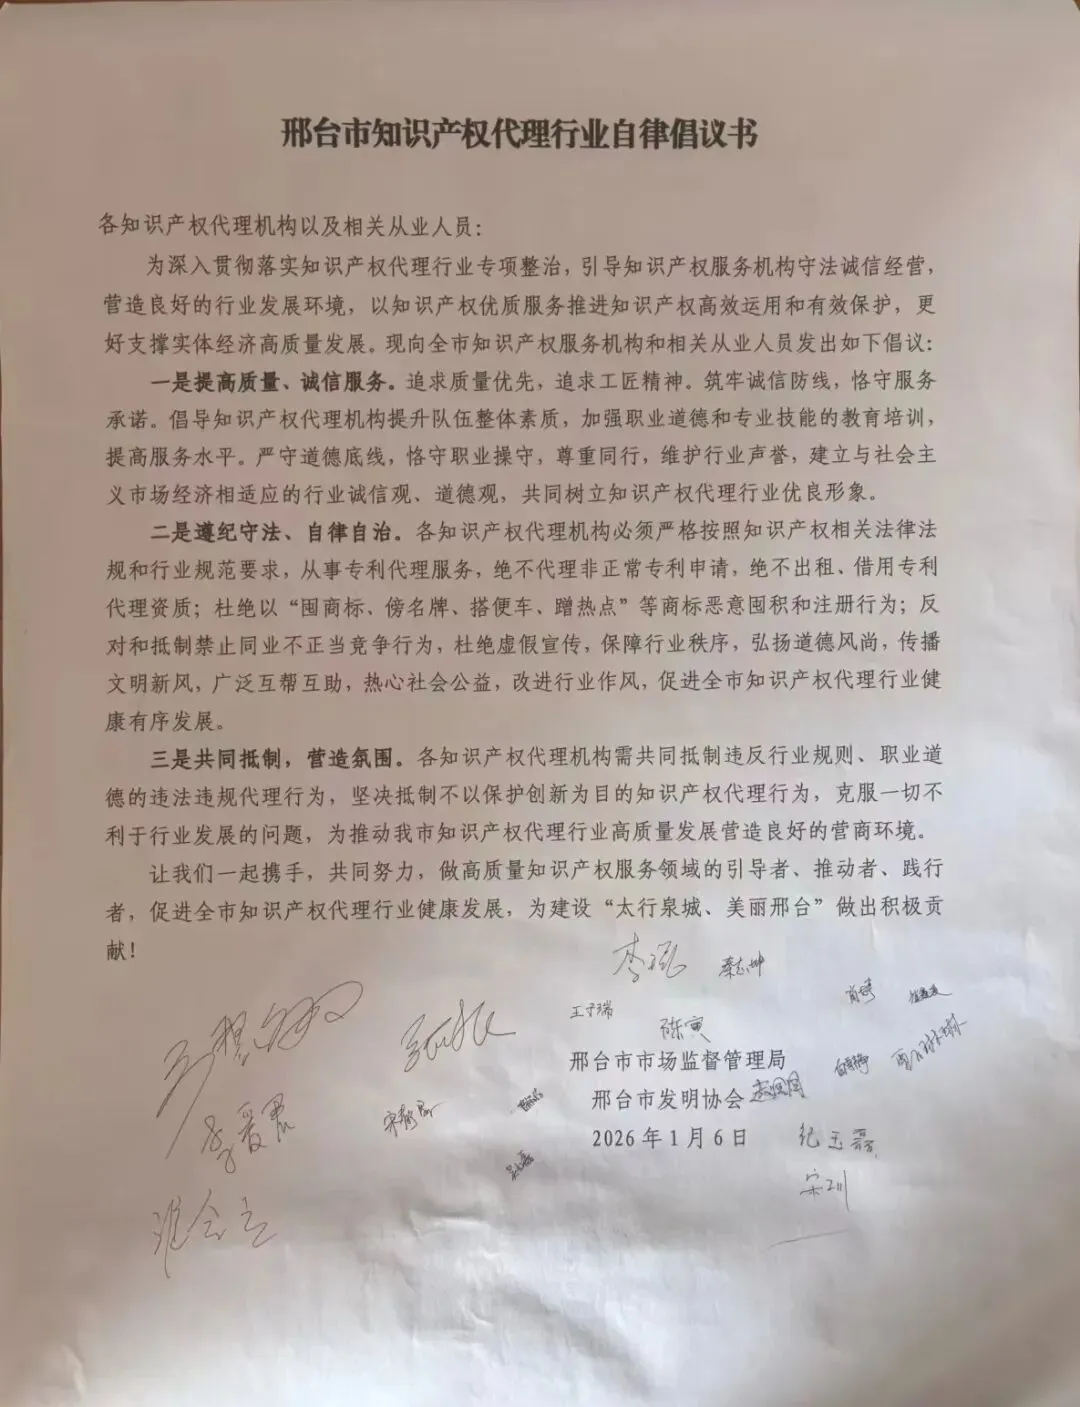 邢台市知识产权代理行业自律倡议书
各知识产权代理机构以及相关从业人员：
为深入贯彻落实知识产权代理行业专项整治，引导知识产权服务机构守法诚信经营，
营造良好的行业发展环境，以知识产权优质服务推进知识产权高效运用和有效保护，更
好支撑实体经济高质量发展。现向全市知识产权服务机构和相关从业人员发出如下倡议：
一是提高质量、诚信服务。追求质量优先，追求工匠精神。筑牢诚信防线，恪守服务
承诺。倡导知识产权代理机构提升队伍整体素质，加强职业道德和专业技能的教育培训，
提高服务水平。严守道德底线，恪守职业操守，尊重同行，维护行业声誉，建立与社会主
义市场经济相适应的行业诚信观、道德观，共同树立知识产权代理行业优良形象。
二是遵纪守法、自律自治。各知识产权代理机构必须严格按照知识产权相关法律法
规和行业规范要求，从事专利代理服务，绝不代理非正常专利申请，绝不出租、借用专利
代理资质；杜绝以“囤商标、傍名牌、搭便车、蹭热点”等商标恶意囤积和注册行为；反
对和抵制禁止同业不正当竞争行为，杜绝虚假宣传，保障行业秩序，弘扬道德风尚，传播
文明新风，广泛互帮互助，热心社会公益，改进行业作风，促进全市知识产权代理行业健
康有序发展。
三是共同抵制，营造氛围。各知识产权代理机构需共同抵制违反行业规则、职业道
德的违法违规代理行为，坚决抵制不以保护创新为目的知识产权代理行为，克服一切不
利于行业发展的问题，为推动我市知识产权代理行业高质量发展营造良好的营商环境。
让我们一起携手，共同努力，做高质量知识产权服务领域的引导者、推动者、践行
者，促进全市知识产权代理行业健康发展，为建设“太行泉城、美丽邢台”做出积极贡
献！
秦志坤
王子瑞
陈寅
邢台市市场监督管理局
邢台市发明协会
2026年1月6日
纪玉磊
李爱君
宋训